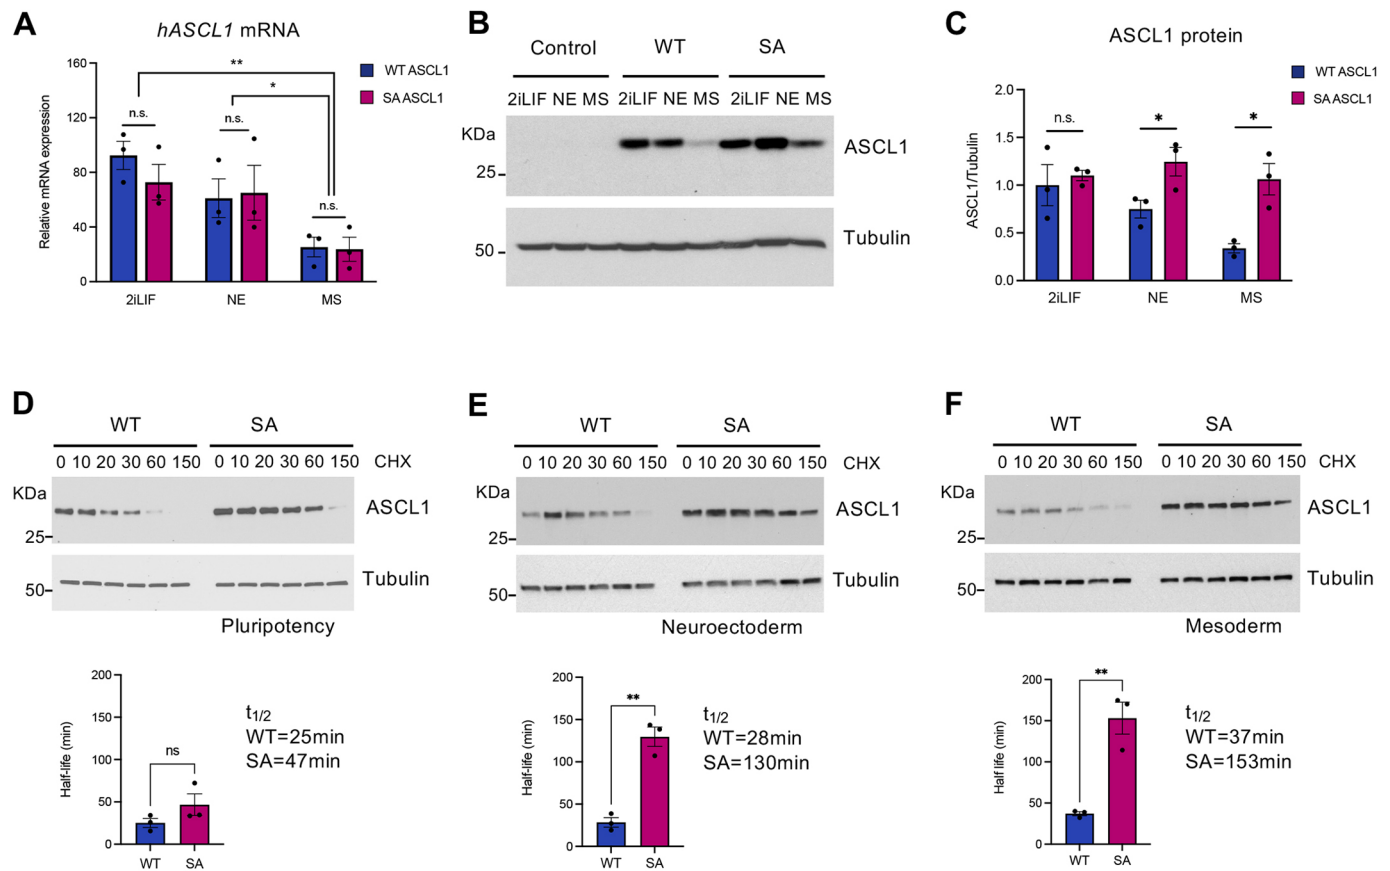 A
hASCL1 mRNA
Relative mRNA expression
160
120
80
40
0
**
*
n.s.
n.s.
n.s.
2iLIF NE MS
WT ASCL1
SA ASCL1
B
Control WT SA
2iLIF NE MS 2iLIF NE MS 2iLIF NE MS
KDa
25
ASCL1
50
Tubulin
C
ASCL1 protein
ASCL1/Tubulin
2.0
1.5
1.0
0.5
0.0
n.s.
*
*
2iLIF NE MS
WT ASCL1
SA ASCL1
D
WT SA
0 10 20 30 60 150 0 10 20 30 60 150 CHX
KDa
25
ASCL1
50
Tubulin
Pluripotency
Half-life (min)
200
150
100
50
0
ns
WT SA
t1/2
WT=25min
SA=47min
E
WT SA
0 10 20 30 60 150 0 10 20 30 60 150 CHX
KDa
25
ASCL1
50
Tubulin
Neuroectoderm
Half-life (min)
200
150
100
50
0
**
WT SA
t1/2
WT=28min
SA=130min
F
WT SA
0 10 20 30 60 150 0 10 20 30 60 150 CHX
KDa
25
ASCL1
50
Tubulin
Mesoderm
Half life (min)
200
150
100
50
0
**
WT SA
t1/2
WT=37min
SA=153min